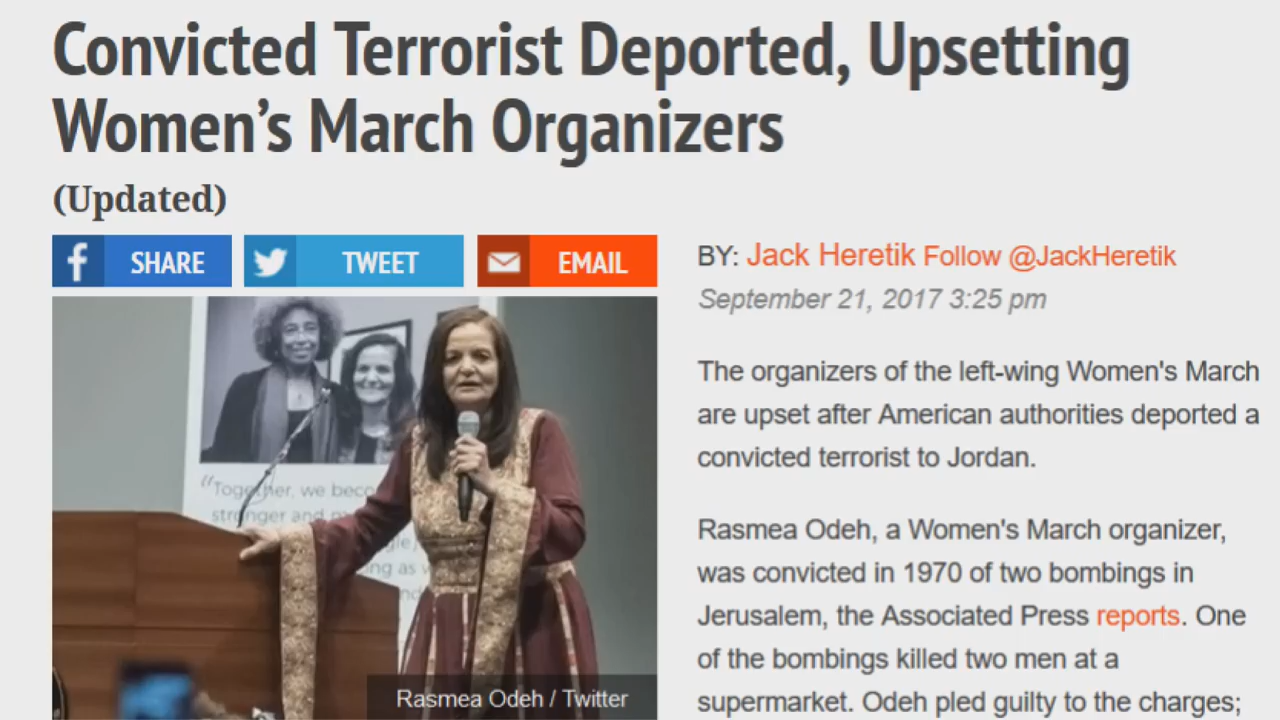 Convicted Terrorist Deported, Upsetting
Women's March Organizers
(Updated)
SHARE
TWEET
EMAIL
BY: Jack Heretik Follow @JackHeretik
September 21, 2017 3:25 pm
The organizers of the left-wing Women's March
are upset after American authorities deported a
convicted terrorist to Jordan.
Rasmea Odeh, a Women's March organizer,
was convicted in 1970 of two bombings in
Jerusalem, the Associated Press reports. One
of the bombings killed two men at a
supermarket. Odeh pled guilty to the charges;
"Together, we
stronger and
Rasmea Odeh / Twitter